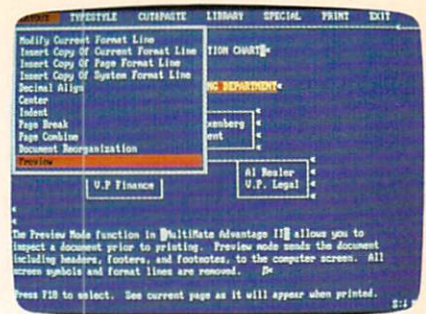 LAYOUT TYPESTYLE CUT&PASTE LIBRARY SPECIAL PRINT EXIT
Modify Current Format Line
Insert Copy Of Current Format Line
Insert Copy Of Page Format Line
Insert Copy Of System Format Line
Decimal Align
Center
Indent
Page Break
Page Combine
Document Reorganization
Preview
TION CHART
NG DEPARTMENT
xenberg
ent
V.P Finance
Al Resler
V.P. Legal
The Preview Mode function in MultiMate Advantage II allows you to
inspect a document prior to printing. Preview mode sends the document
including headers, footers, and footnotes, to the computer screen. All
screen symbols and format lines are removed.
Press F10 to select. See current page as it will appear when printed.